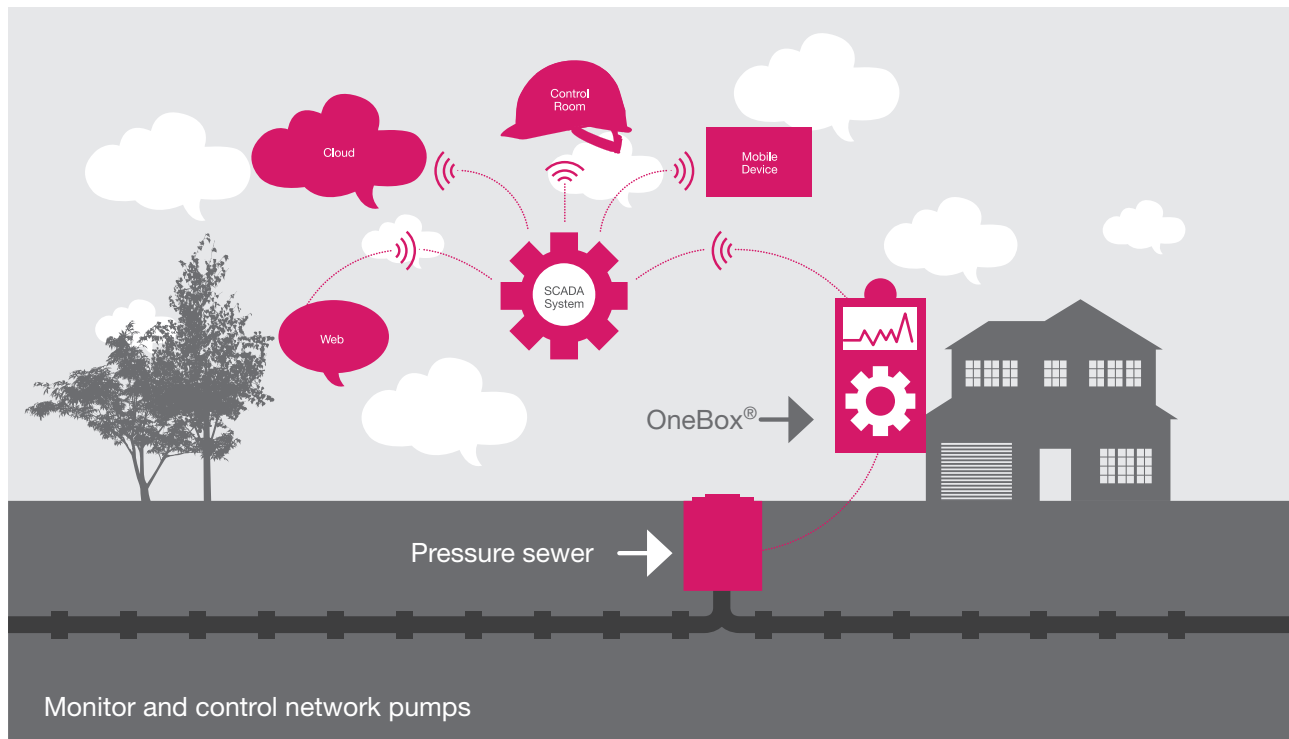 Control
Room
Cloud
Mobile
Device
SCADA
System
Web
OneBox®
Pressure sewer
Monitor and control network pumps